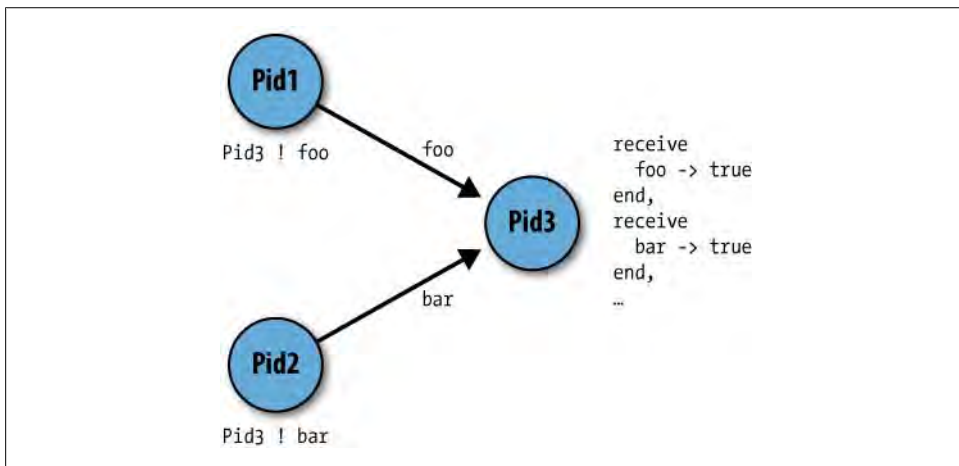 Pid1
Pid3 ! foo
foo
Pid3
receive
  foo -> true
end,
receive
  bar -> true
end,
…
bar
Pid2
Pid3 ! bar